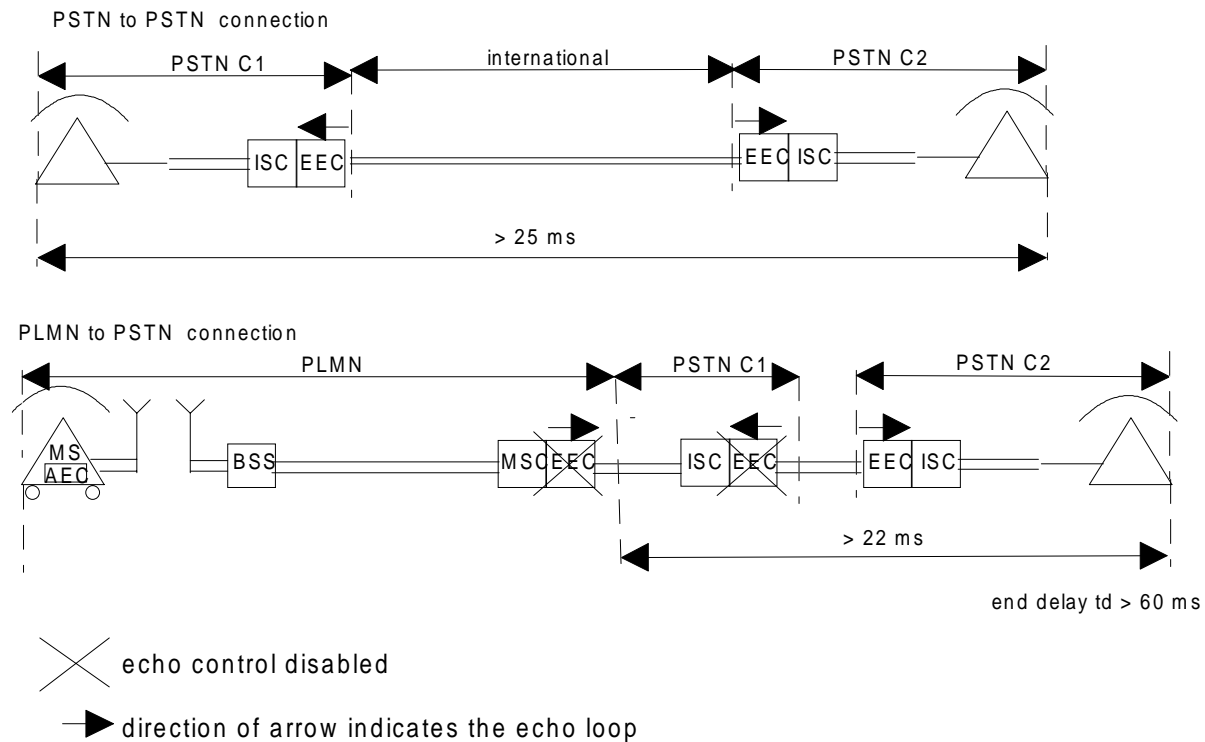 PSTN to PSTN connection
PSTN C1 international PSTN C2
ISC EEC EEC ISC
> 25 ms
PLMN to PSTN connection
PLMN PSTN C1 PSTN C2
MS
AEC BSS MSC EEC ISC EEC EEC ISC
> 22 ms
end delay td > 60 ms
echo control disabled
direction of arrow indicates the echo loop